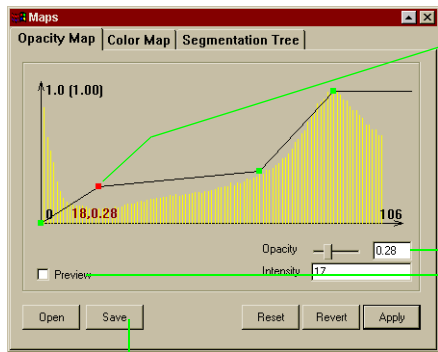 Maps
Opacity Map Color Map Segmentation Tree
1.0 (1.00)
0 18,0.28 106
Opacity 0.28
Preview Intensity 17
Open Save Reset Revert Apply